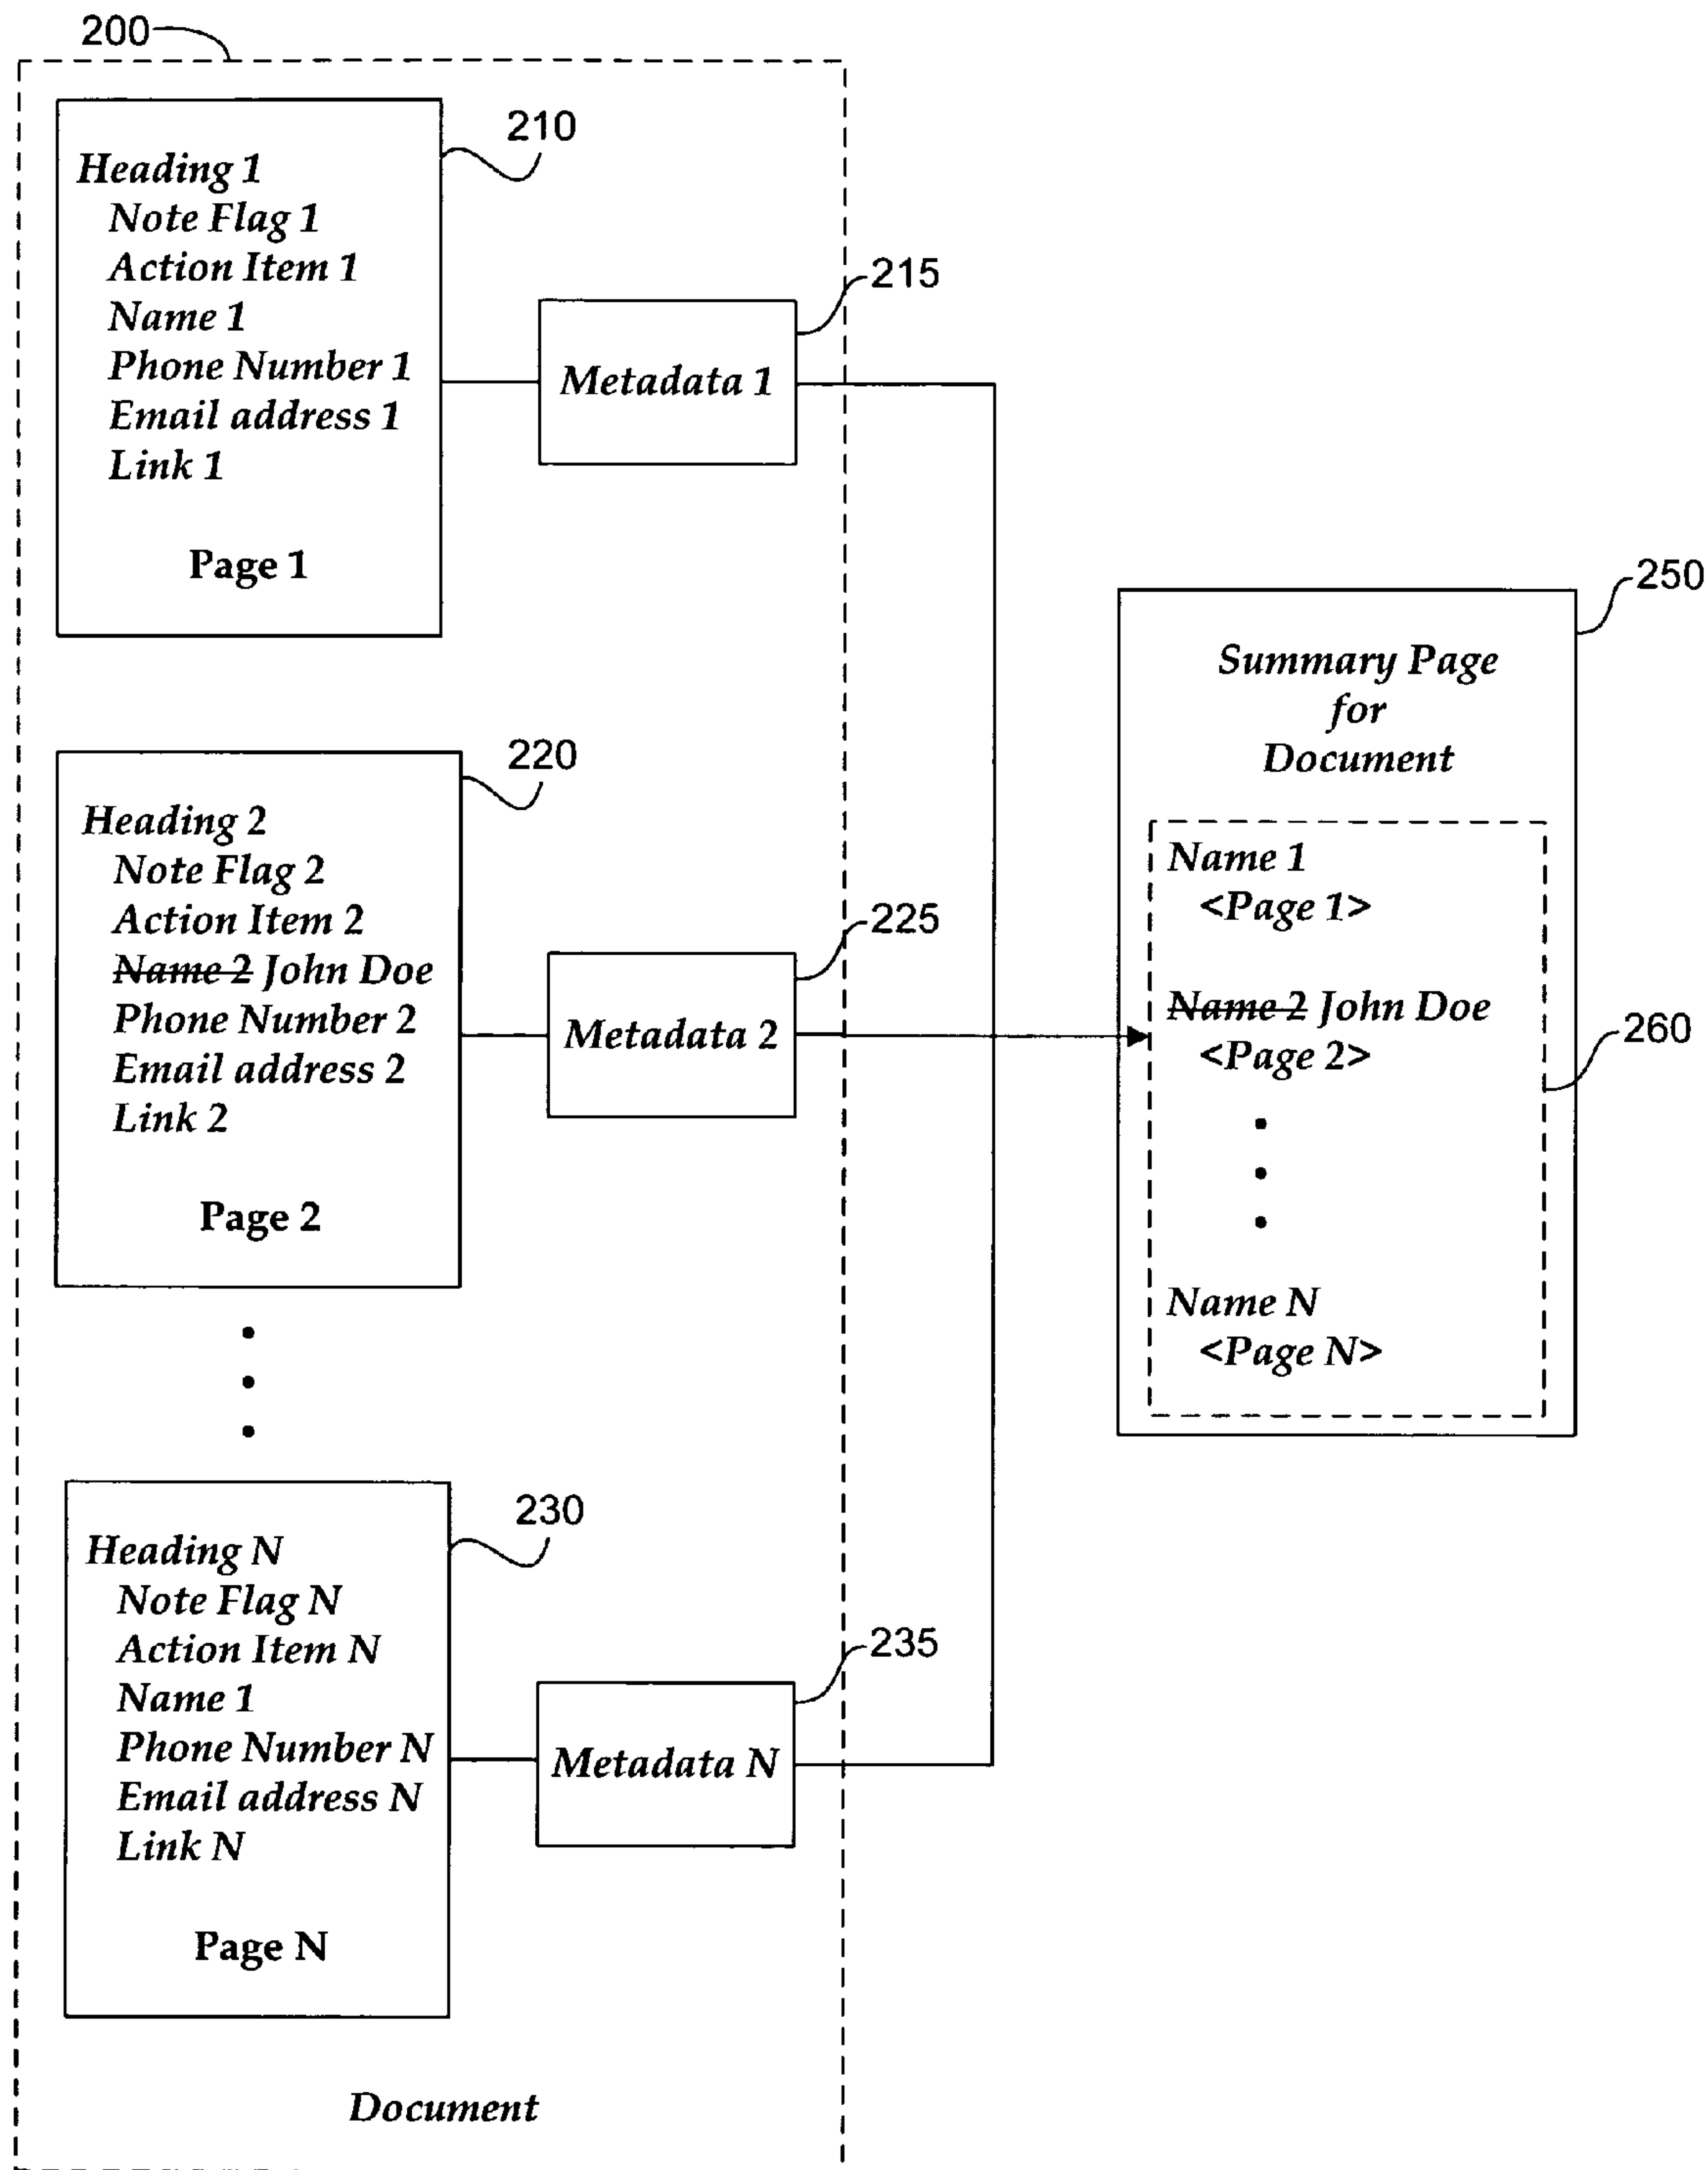 200
210
Heading 1
Note Flag 1
Action Item 1
Name 1
Phone Number 1
Email address 1
Link 1
Page 1
215
Metadata 1
220
Heading 2
Note Flag 2
Action Item 2
Name 2 John Doe
Phone Number 2
Email address 2
Link 2
Page 2
225
Metadata 2
230
Heading N
Note Flag N
Action Item N
Name 1
Phone Number N
Email address N
Link N
Page N
235
Metadata N
Document
250
Summary Page
for
Document
Name 1
<Page 1>
Name 2 John Doe
<Page 2>
260
Name N
<Page N>